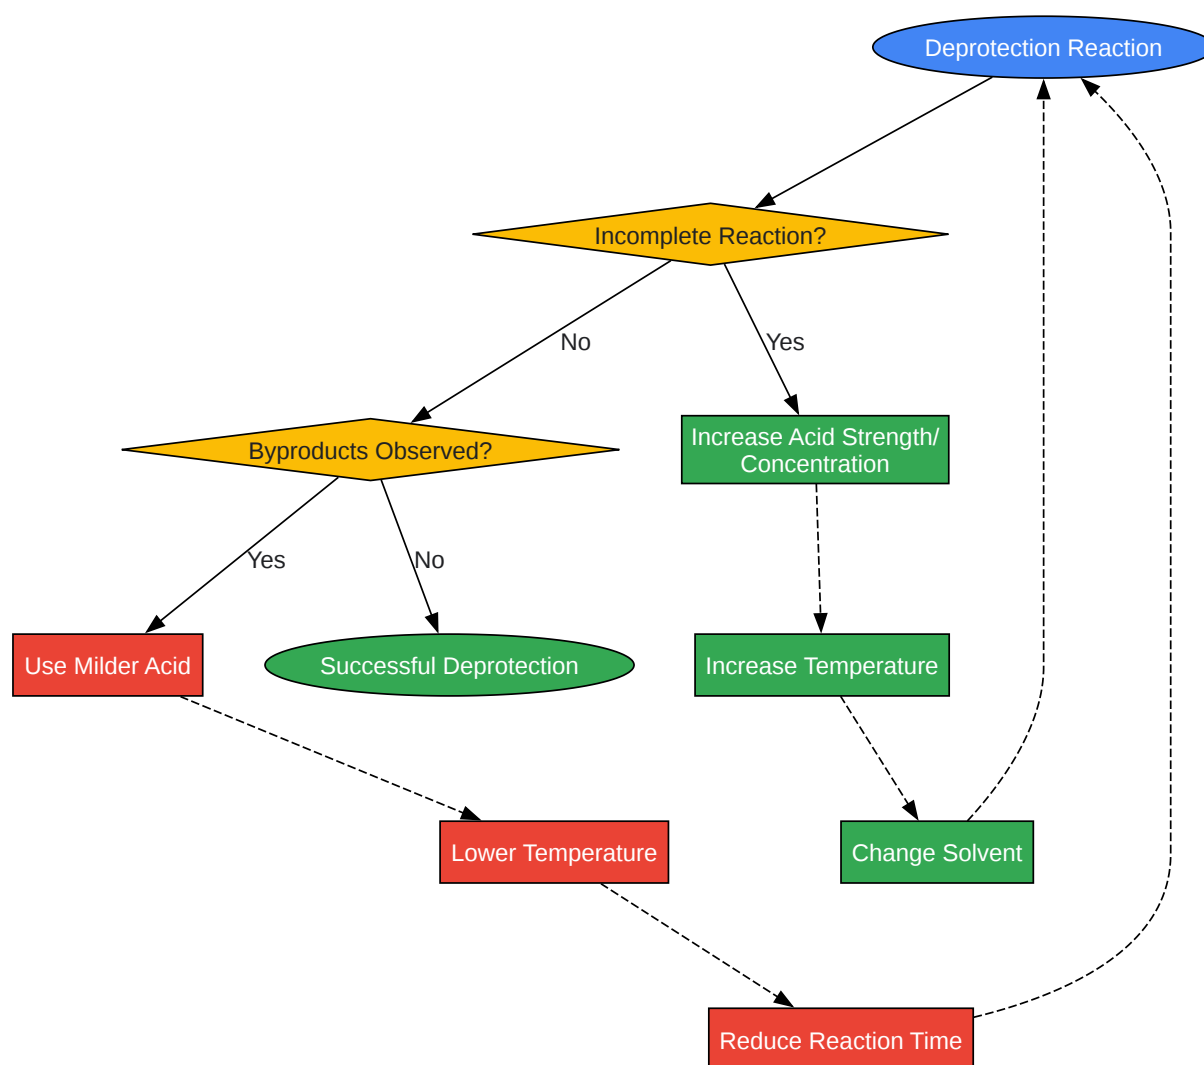 Deprotection Reaction
Incomplete Reaction?
No
Yes
Increase Acid Strength/
Concentration
Byproducts Observed?
Yes
No
Use Milder Acid
Successful Deprotection
Increase Temperature
Lower Temperature
Change Solvent
Reduce Reaction Time